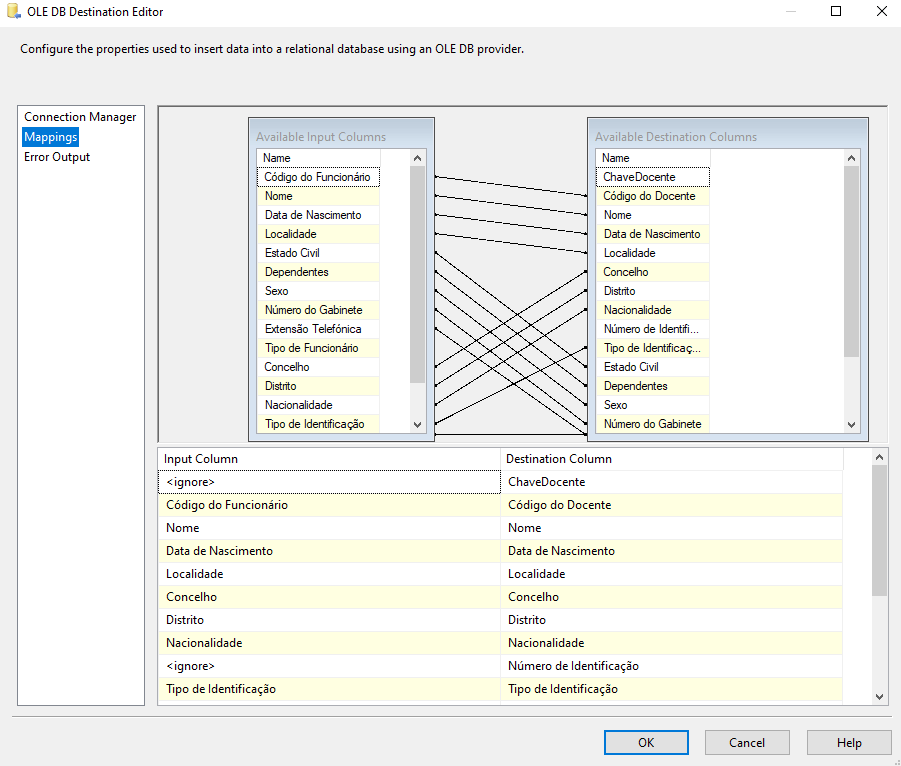 OLE DB Destination Editor
Configure the properties used to insert data into a relational database using an OLE DB provider.
Connection Manager
Mappings
Error Output
Available Input Columns
Name
Código do Funcionário
Nome
Data de Nascimento
Localidade
Estado Civil
Dependentes
Sexo
Número do Gabinete
Extensão Telefónica
Tipo de Funcionário
Concelho
Distrito
Nacionalidade
Tipo de Identificação
Available Destination Columns
Name
ChaveDocente
Código do Docente
Nome
Data de Nascimento
Localidade
Concelho
Distrito
Nacionalidade
Número de Identifi...
Tipo de Identificaç...
Estado Civil
Dependentes
Sexo
Número do Gabinete
Input Column Destination Column
<ignore> ChaveDocente
Código do Funcionário Código do Docente
Nome Nome
Data de Nascimento Data de Nascimento
Localidade Localidade
Concelho Concelho
Distrito Distrito
Nacionalidade Nacionalidade
<ignore> Número de Identificação
Tipo de Identificação Tipo de Identificação
OK Cancel Help